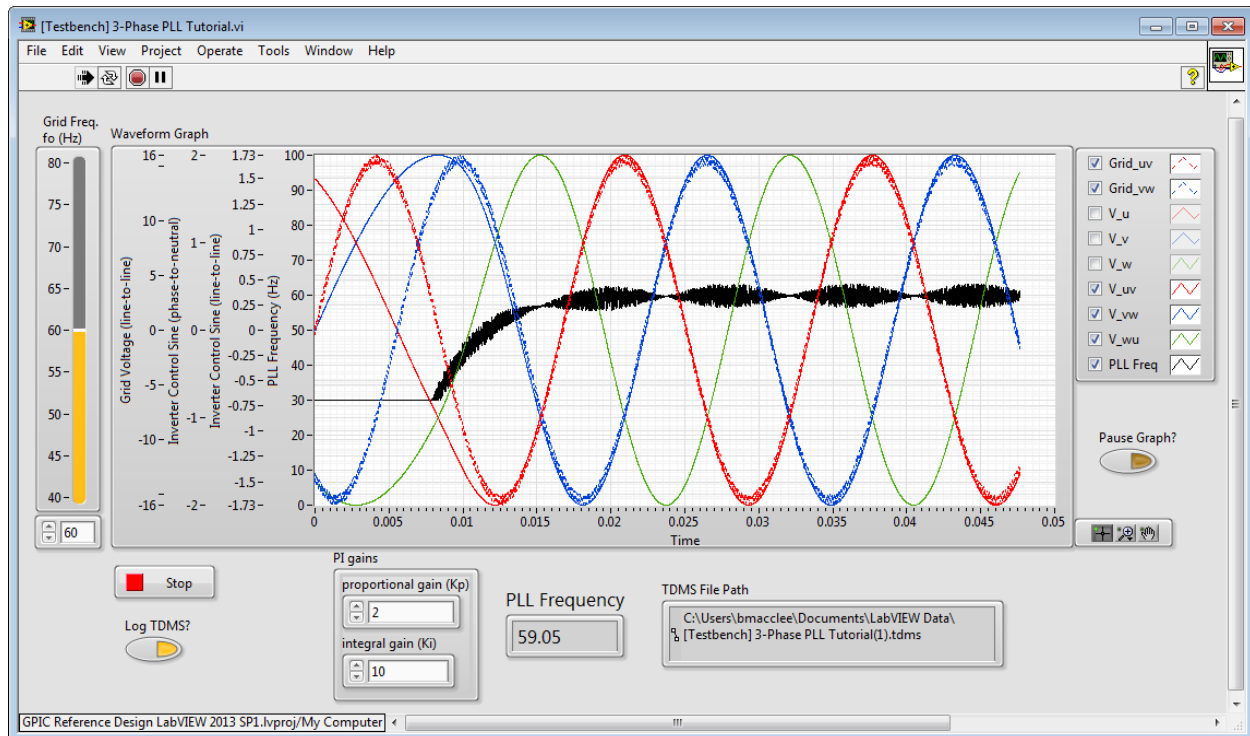 [Testbench] 3-Phase PLL Tutorial.vi
File Edit View Project Operate Tools Window Help
?
Grid Freq.
fo (Hz)
80
75
70
65
60
55
50
45
40
60
Waveform Graph
Grid Voltage (line-to-line)
16
10
5
0
-5
-10
-16
Inverter Control Sine (phase-to-neutral)
2
1
0
-1
-2
Inverter Control Sine (line-to-line)
1.73
1.5
1.25
1
0.75
0.5
0.25
0
-0.25
-0.5
-0.75
-1
-1.25
-1.5
-1.73
PLL Frequency (Hz)
100
90
80
70
60
50
40
30
20
10
0
0 0.005 0.01 0.015 0.02 0.025 0.03 0.035 0.04 0.045 0.05
Time
Grid_uv
Grid_vw
V_u
V_v
V_w
V_uv
V_vw
V_wu
PLL Freq
Pause Graph?
Stop
Log TDMS?
PI gains
proportional gain (Kp)
2
integral gain (Ki)
10
PLL Frequency
59.05
TDMS File Path
C:\Users\bmacclee\Documents\LabVIEW Data\
[Testbench] 3-Phase PLL Tutorial(1).tdms
GPIC Reference Design LabVIEW 2013 SP1.lvproj/My Computer